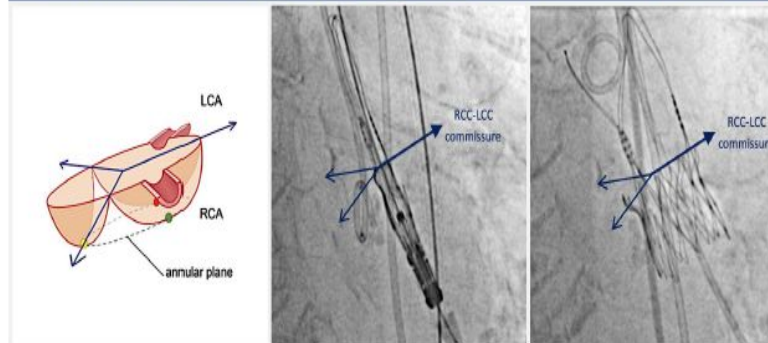 LCA
RCA
annular plane
RCC-LCC
commissure
RCC-LCC
commissure